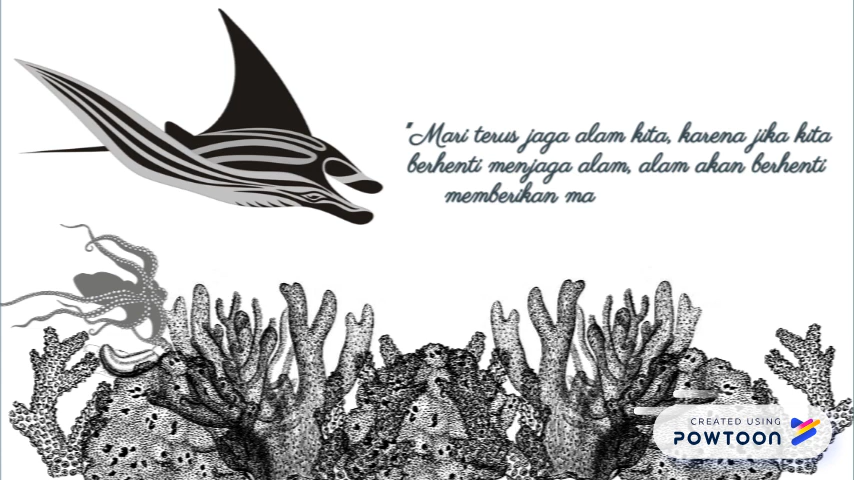 "Mari terus jaga alam kita, karena jika kita
berhenti menjaga alam, alam akan berhenti
memberikan ma
CREATED USING
POWTOON